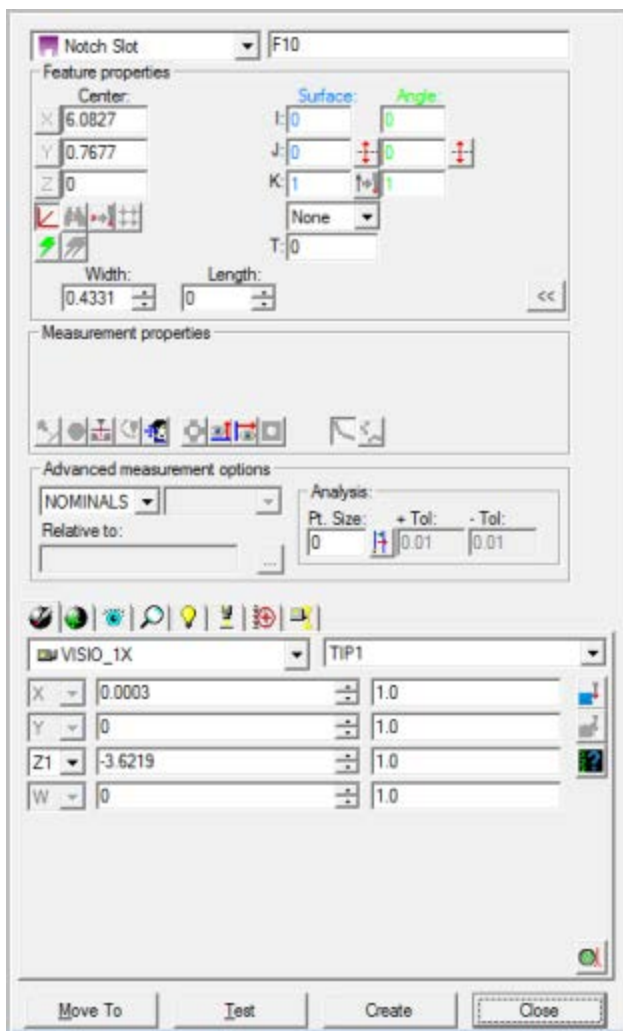 Notch Slot F10
Feature properties
Center: Surface: Angle:
X 6.0827 I: 0 0
Y 0.7677 J: 0 0
Z 0 K: 1 1
None
T: 0
Width: Length:
0.4331 0 <<
Measurement properties
Advanced measurement options
NOMINALS Analysis:
Relative to: Pt. Size: + Tol: - Tol:
0 0.01 0.01
...
VISIO_1X TIP1
X 0.0003 1.0
Y 0 1.0
Z1 -3.6219 1.0
W 0 1.0
Move To Test Create Close